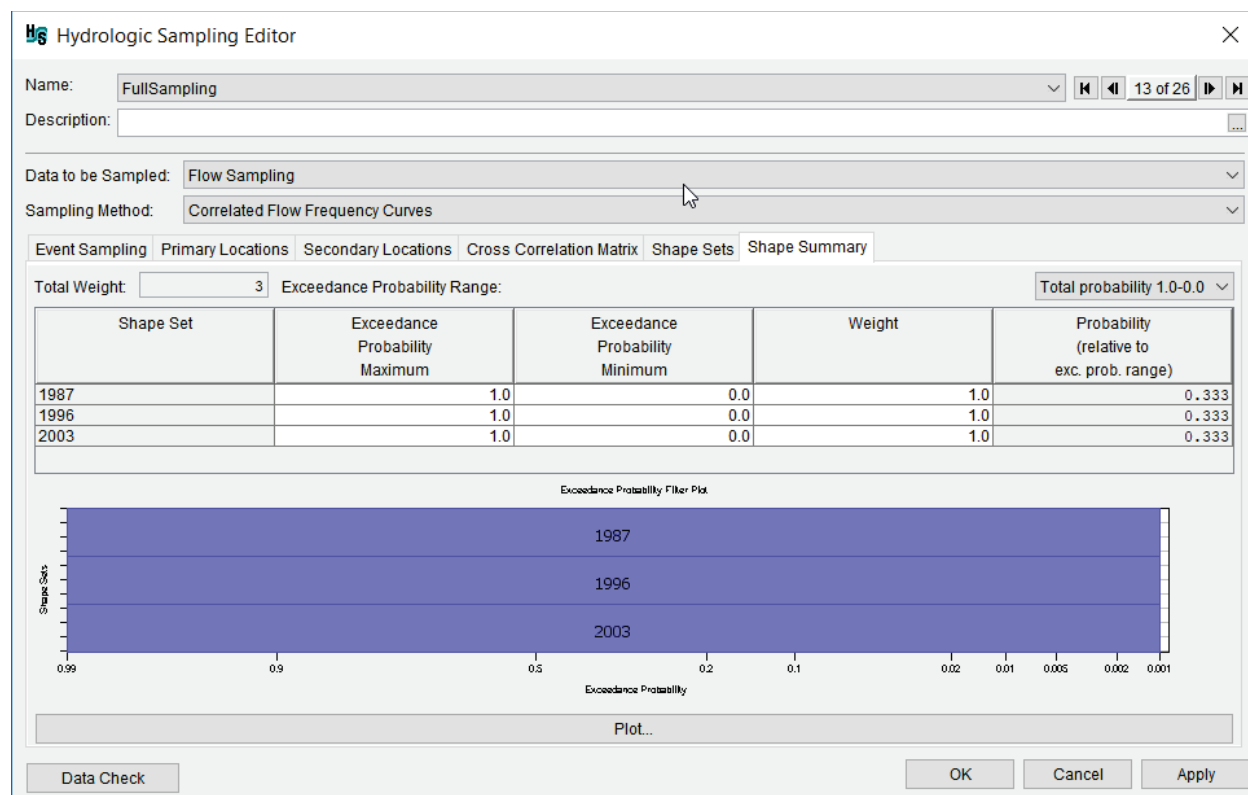 HS Hydrologic Sampling Editor
Name: FullSampling 13 of 26
Description: ...
Data to be Sampled: Flow Sampling
Sampling Method: Correlated Flow Frequency Curves
Event Sampling Primary Locations Secondary Locations Cross Correlation Matrix Shape Sets Shape Summary
Total Weight: 3 Exceedance Probability Range: Total probability 1.0-0.0
Shape Set Exceedance Exceedance Weight Probability
Probability Probability (relative to
Maximum Minimum exc. prob. range)
1987 1.0 0.0 1.0 0.333
1996 1.0 0.0 1.0 0.333
2003 1.0 0.0 1.0 0.333
Exceedance Probability Filter Plot
1987
1996
2003
Shape Sets
0.99 0.9 0.5 0.2 0.1 0.02 0.01 0.005 0.002 0.001
Exceedance Probability
Plot...
Data Check OK Cancel Apply